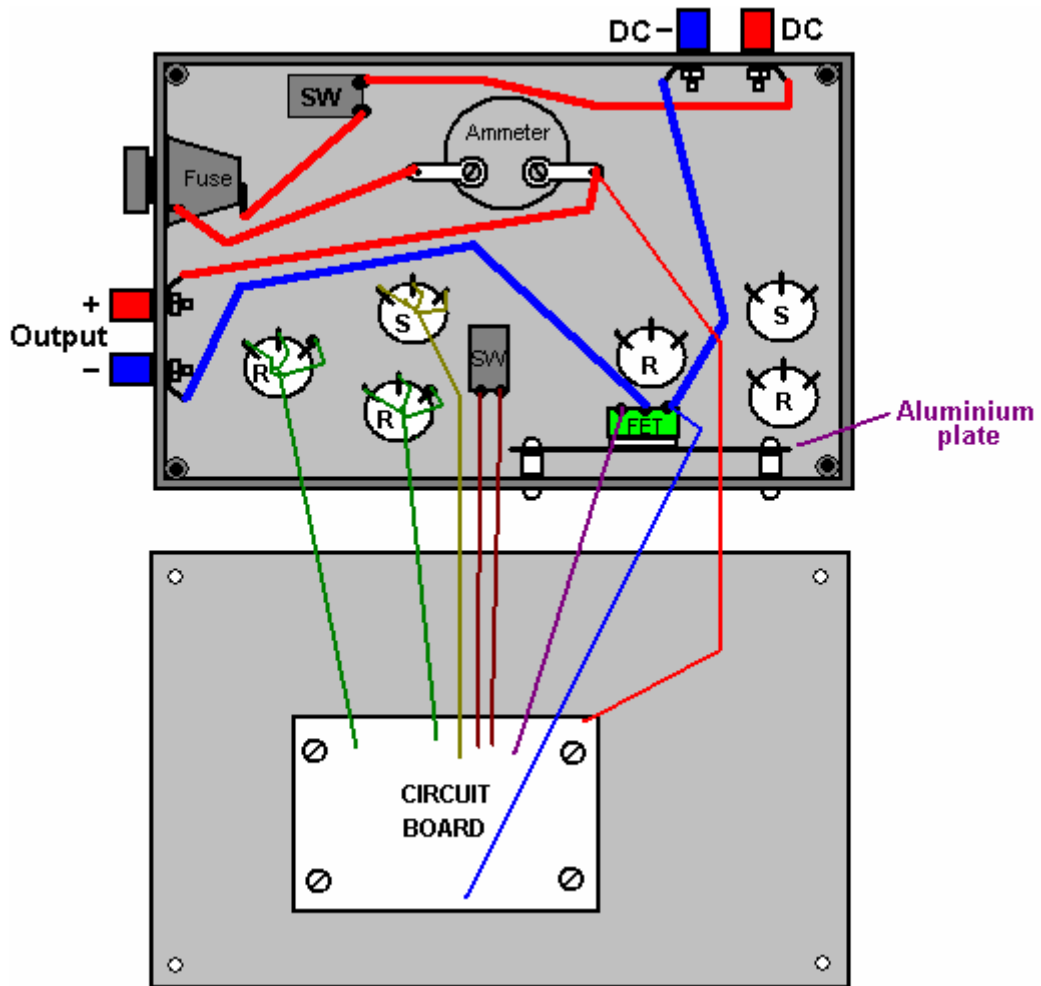 DC– DC
SW
Ammeter
Fuse
+
Output
–
S
S
SW
R
R
R
R
FET
Aluminium
plate
CIRCUIT
BOARD